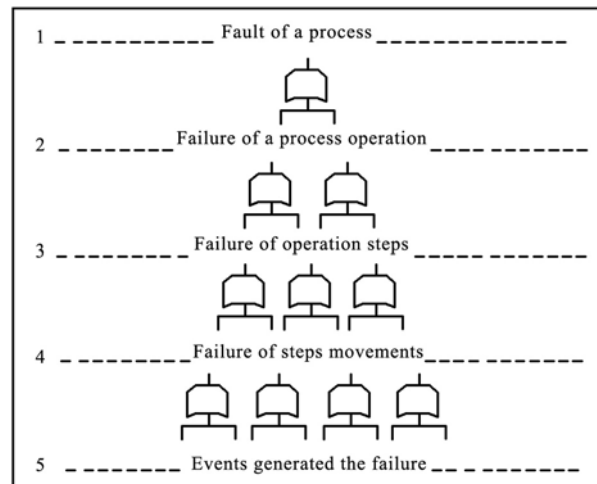 1 Fault of a process
2 Failure of a process operation
3 Failure of operation steps
4 Failure of steps movements
5 Events generated the failure